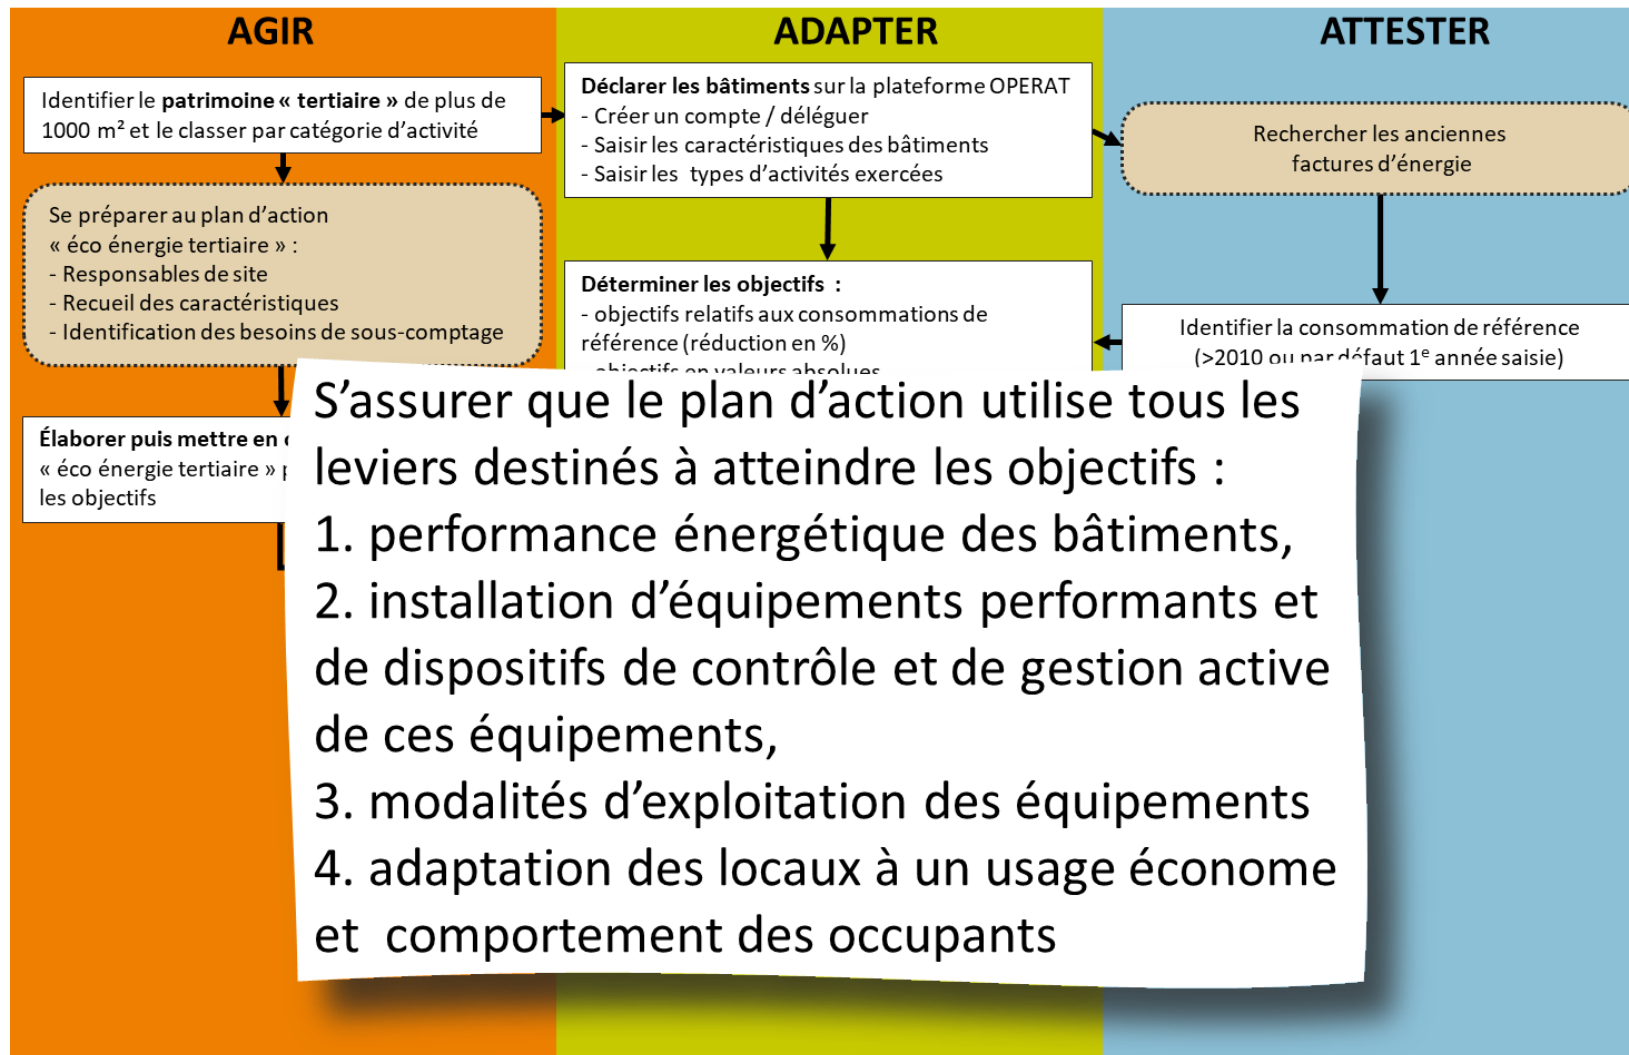 AGIR
Identifier le patrimoine « tertiaire » de plus de
1000 m² et le classer par catégorie d’activité
Se préparer au plan d’action
« éco énergie tertiaire » :
- Responsables de site
- Recueil des caractéristiques
- Identification des besoins de sous-comptage
Élaborer puis mettre en
« éco énergie tertiaire »
les objectifs
ADAPTER
Déclarer les bâtiments sur la plateforme OPERAT
- Créer un compte / déléguer
- Saisir les caractéristiques des bâtiments
- Saisir les types d’activités exercées
Déterminer les objectifs :
- objectifs relatifs aux consommations de
référence (réduction en %)
- objectifs en valeurs absolues
ATTESTER
Rechercher les anciennes
factures d’énergie
Identifier la consommation de référence
(>2010 ou par défaut 1e année saisie)
S’assurer que le plan d’action utilise tous les
leviers destinés à atteindre les objectifs :
1. performance énergétique des bâtiments,
2. installation d’équipements performants et
de dispositifs de contrôle et de gestion active
de ces équipements,
3. modalités d’exploitation des équipements
4. adaptation des locaux à un usage économe
et comportement des occupants